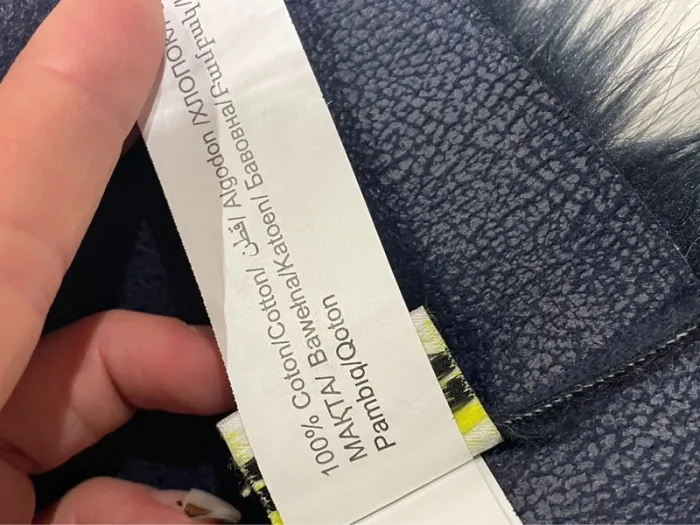 100% Coton/Cotton/ قطن/ Algodon /ХЛОПОК/
МАКТА/ Bawełna/Katoen/ Бавовна/Բամբակ/
Pambiq/Qoton